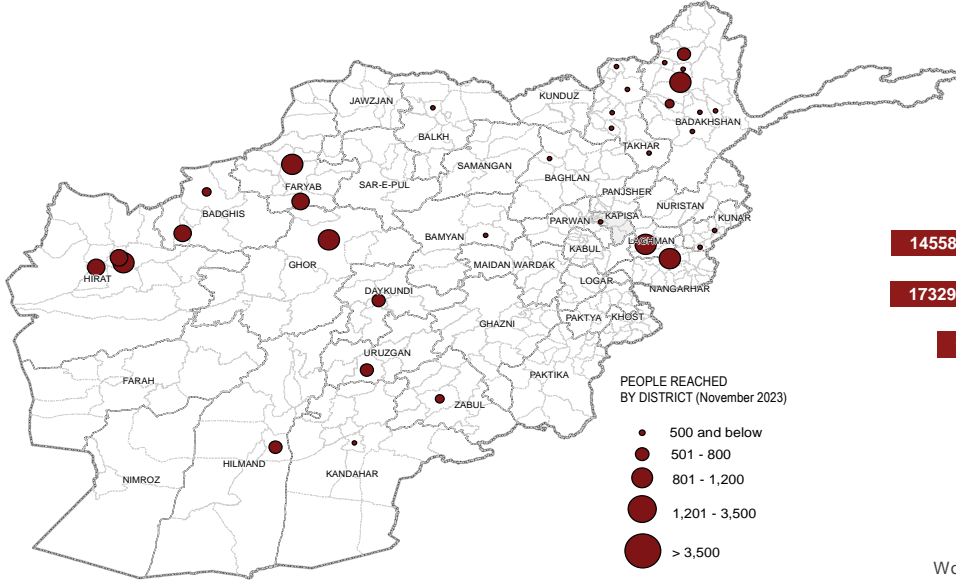 JAWZJAN
KUNDUZ
BADAKHSHAN
BALKH
TAKHAR
SAMANGAN
BAGHLAN
FARYAB
SAR-E-PUL
PANJSHER
NURISTAN
BADGHIS
PARWAN
KAPISA
KUNAR
BAMYAN
LAGHMAN
KABUL
GHOR
MAIDAN WARDAK
HIRAT
LOGAR
NANGARHAR
DAYKUNDI
PAKTYA
KHOST
GHAZNI
URUZGAN
FARAH
PAKTIKA
ZABUL
HILMAND
KANDAHAR
NIMROZ
PEOPLE REACHED
BY DISTRICT (November 2023)
500 and below
501 - 800
801 - 1,200
1,201 - 3,500
> 3,500
14558
17329
Wo